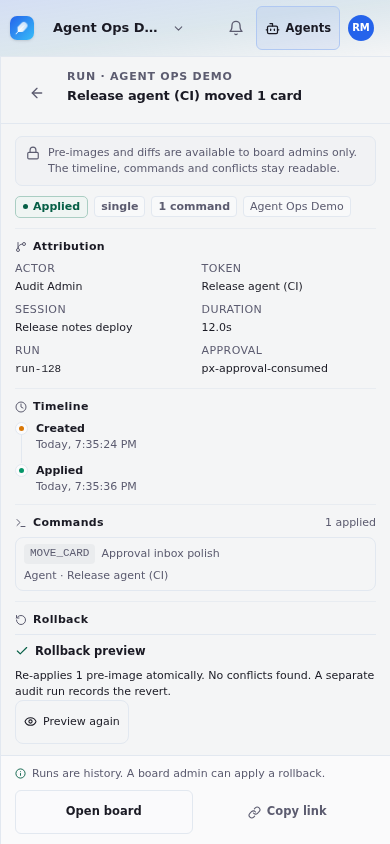 Agent Ops D...
Agents
RM
RUN · AGENT OPS DEMO
Release agent (CI) moved 1 card
Pre-images and diffs are available to board admins only.
The timeline, commands and conflicts stay readable.
Applied single 1 command Agent Ops Demo
Attribution
ACTOR TOKEN
Audit Admin Release agent (CI)
SESSION DURATION
Release notes deploy 12.0s
RUN APPROVAL
run-128 px-approval-consumed
Timeline
Created
Today, 7:35:24 PM
Applied
Today, 7:35:36 PM
Commands 1 applied
MOVE_CARD Approval inbox polish
Agent · Release agent (CI)
Rollback
Rollback preview
Re-applies 1 pre-image atomically. No conflicts found. A separate
audit run records the revert.
Preview again
Runs are history. A board admin can apply a rollback.
Open board Copy link